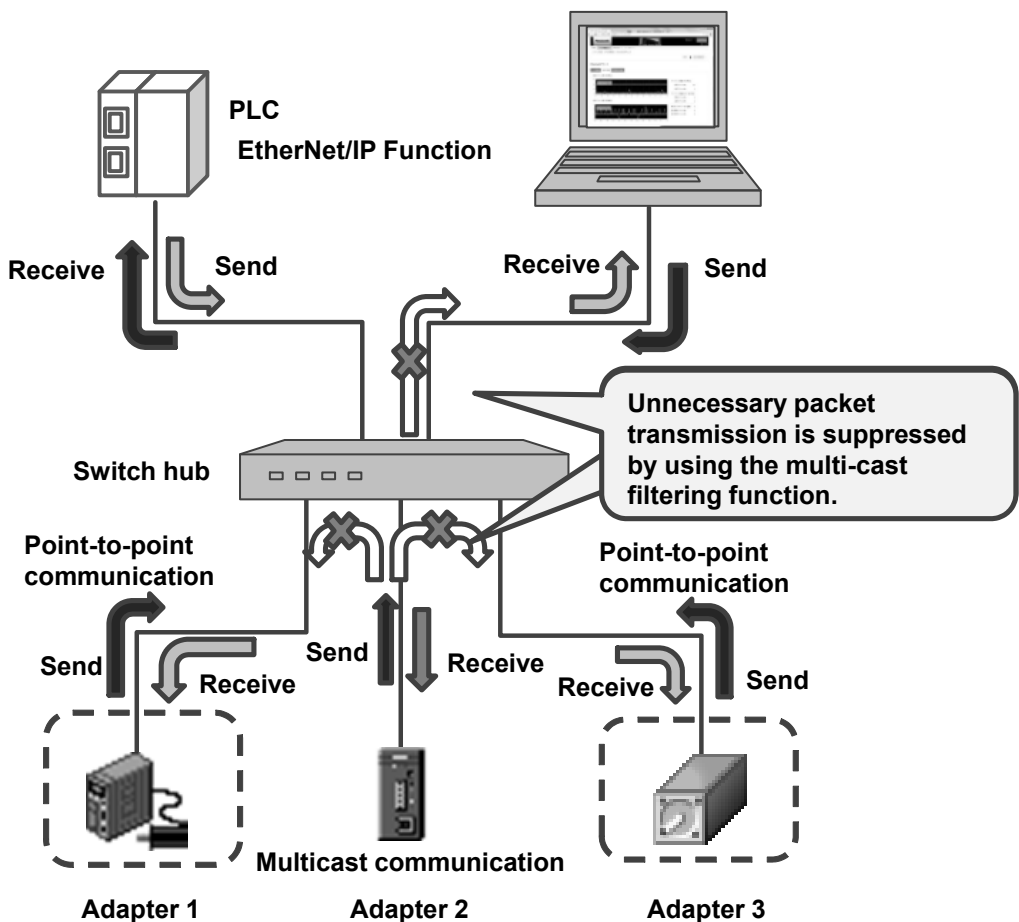 PLC
EtherNet/IP Function
Receive
Send
Receive
Send
Unnecessary packet
transmission is suppressed
by using the multi-cast
filtering function.
Switch hub
Point-to-point
communication
Point-to-point
communication
Send
Receive
Send
Receive
Receive
Send
Multicast communication
Adapter 1
Adapter 2
Adapter 3